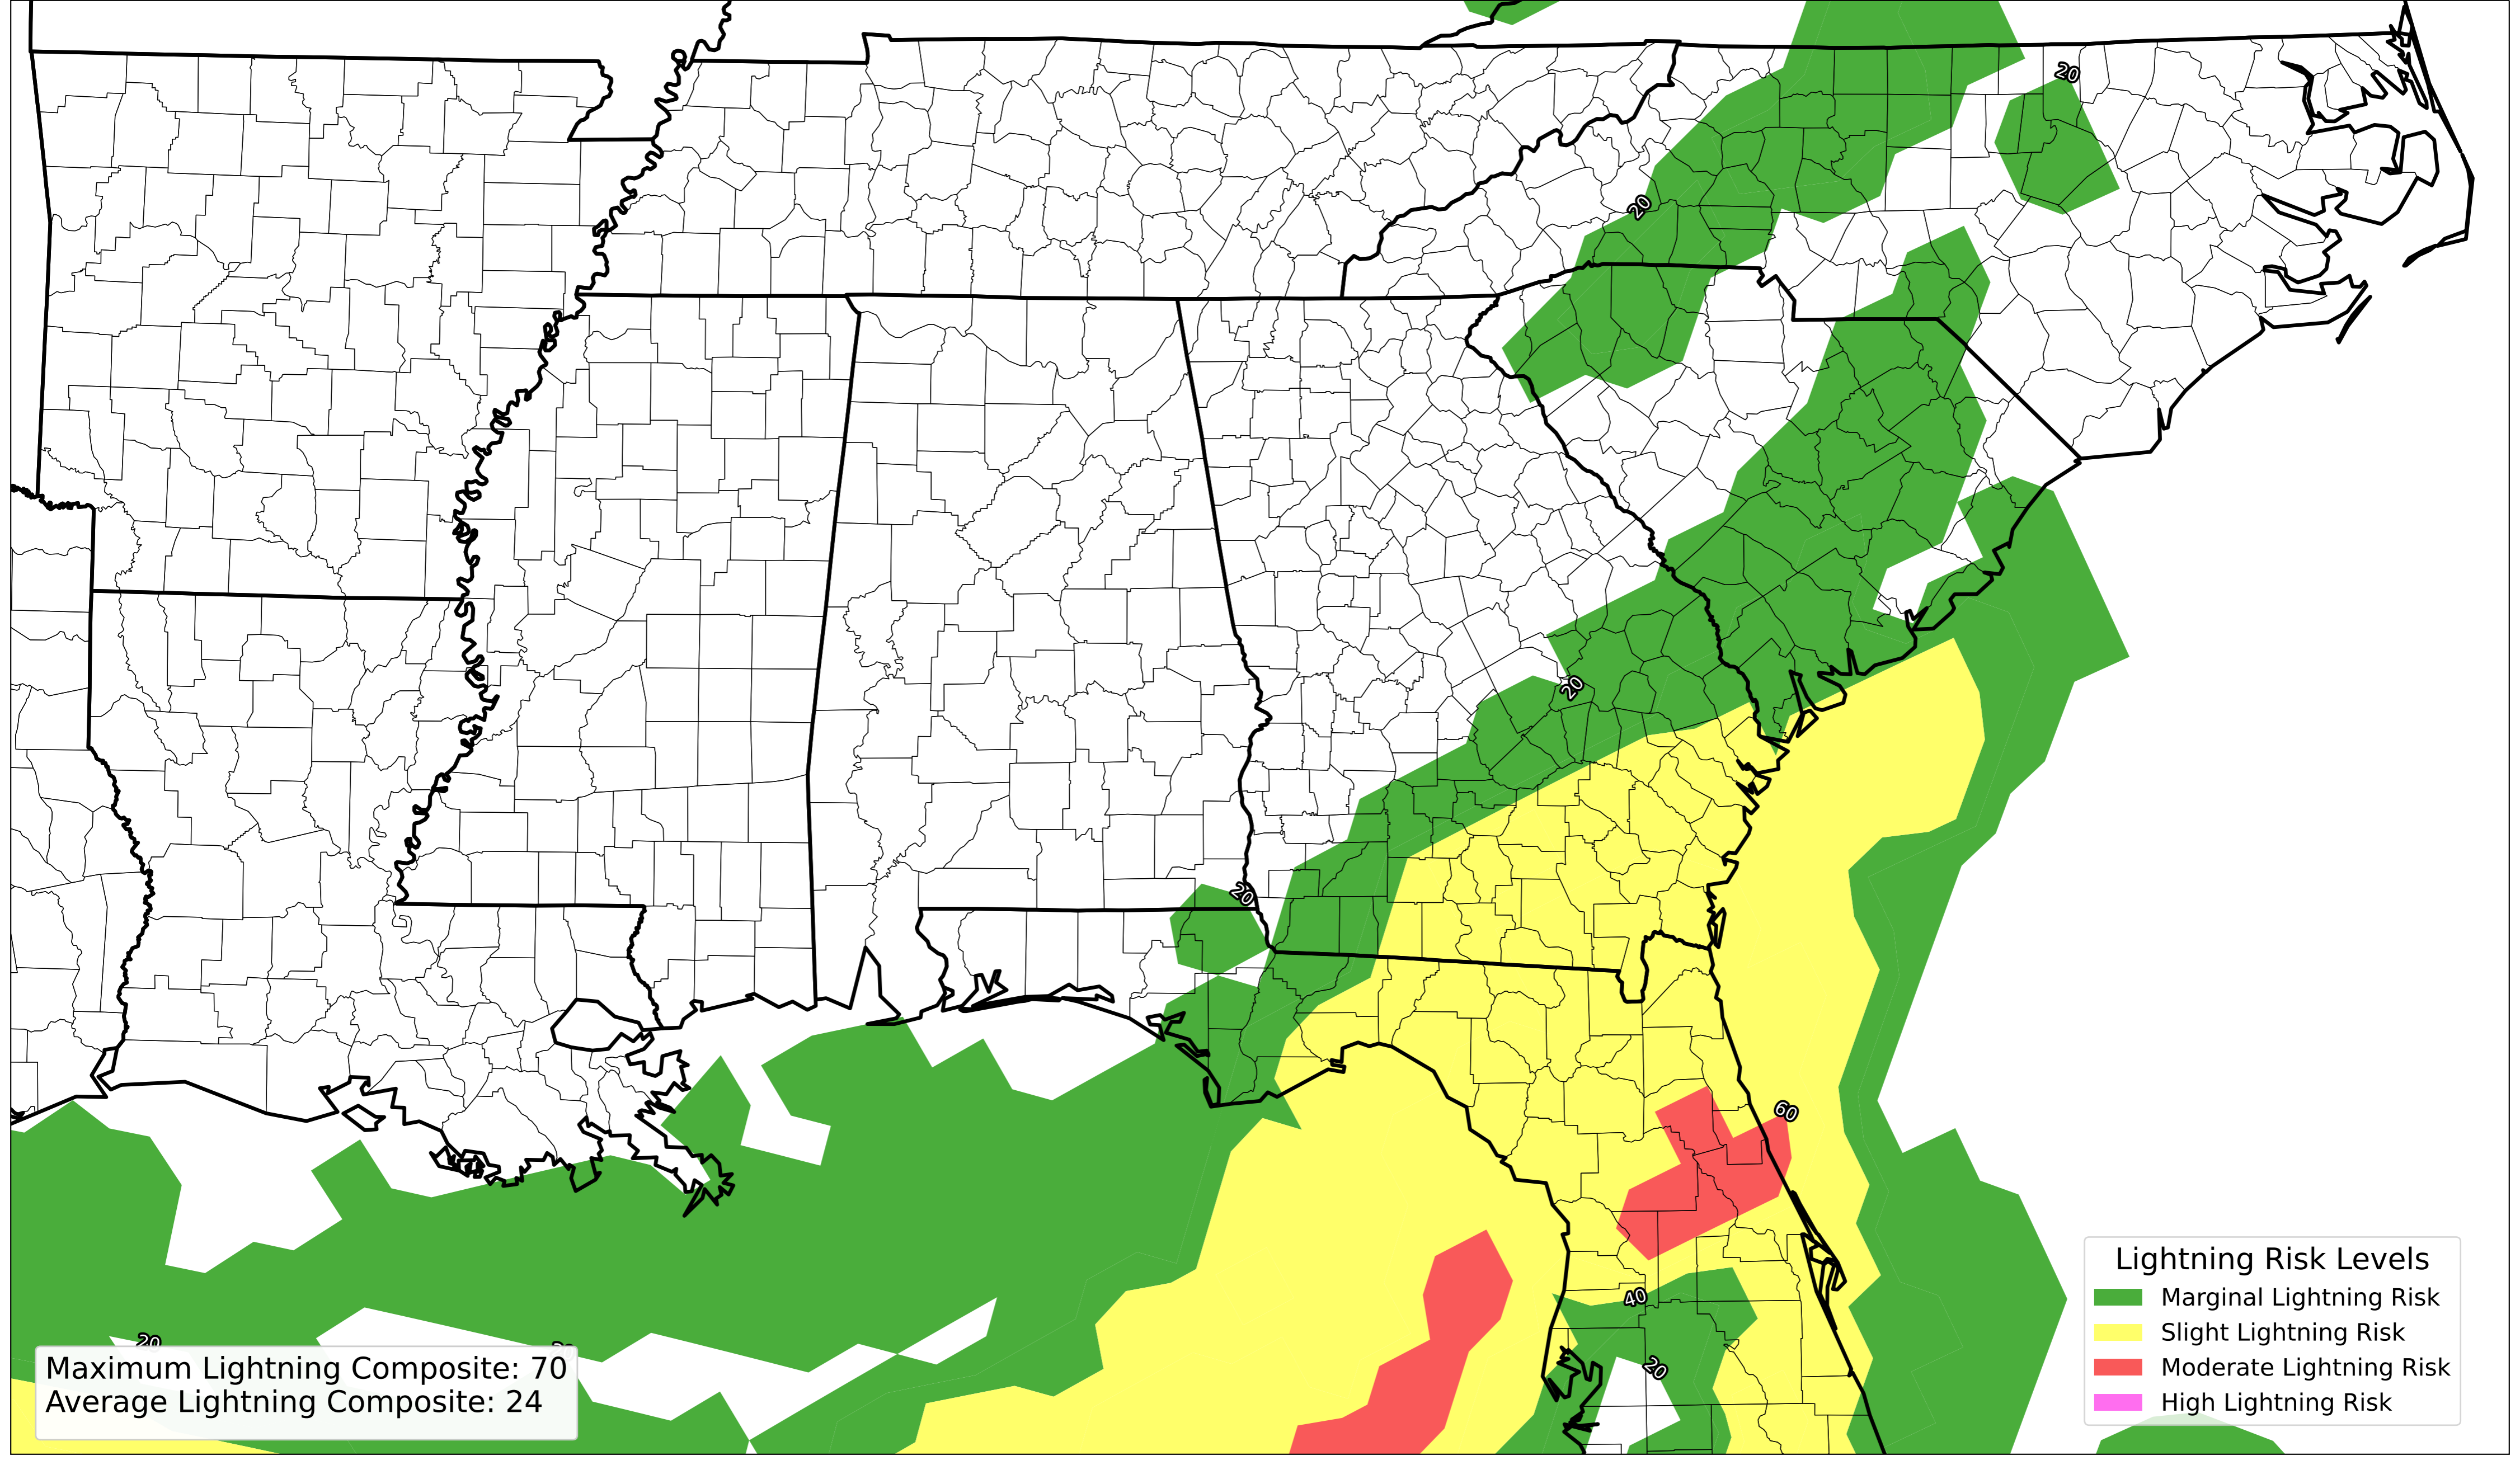 20
20
20
20
60
40
20
20
Maximum Lightning Composite: 70
Average Lightning Composite: 24
Lightning Risk Levels
Marginal Lightning Risk
Slight Lightning Risk
Moderate Lightning Risk
High Lightning Risk